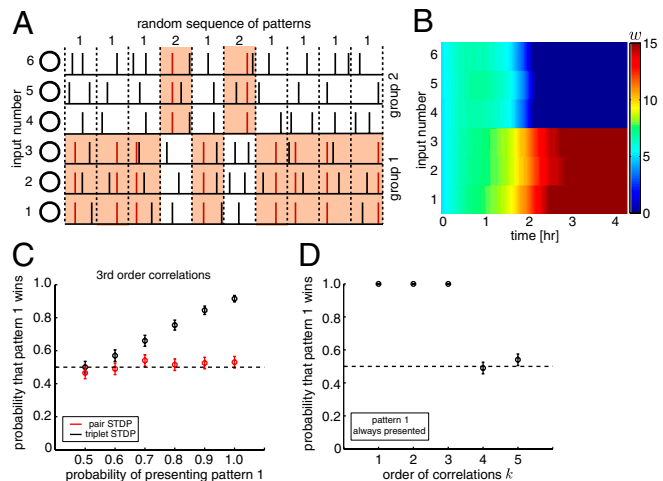 A
random sequence of patterns
1 1 1 2 1 2 1 1 1 1
6
5
4
3
2
1
input number
group 2
group 1
B
w
6
5
4
3
2
1
input number
0 1 2 3 4
time [hr]
15
10
5
0
C
3rd order correlations
probability that pattern 1 wins
1.0
0.8
0.6
0.4
0.2
0
pair STDP
triplet STDP
0.5 0.6 0.7 0.8 0.9 1.0
probability of presenting pattern 1
D
probability that pattern 1 wins
1.0
0.8
0.6
0.4
0.2
0
pattern 1
always presented
1 2 3 4 5
order of correlations k